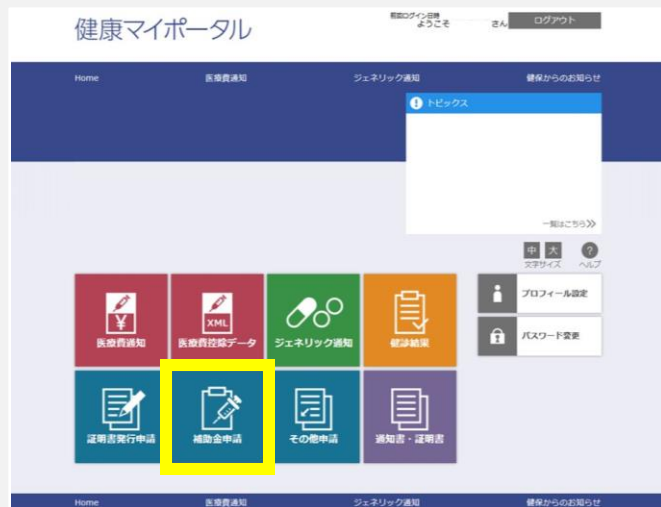 健康マイポータル
前回ログイン日時
ようこそ さん
ログアウト
Home 医療費通知 ジェネリック通知 健保からのお知らせ
! トピックス
一覧はこちら》
中 大 ?
文字サイズ ヘルプ
プロフィール設定
パスワード変更
¥ XML
医療費通知 医療費控除データ ジェネリック通知 健診結果
証明書発行申請 補助金申請 その他申請 通知書・証明書
Home 医療費通知 ジェネリック通知 健保からのお知らせ